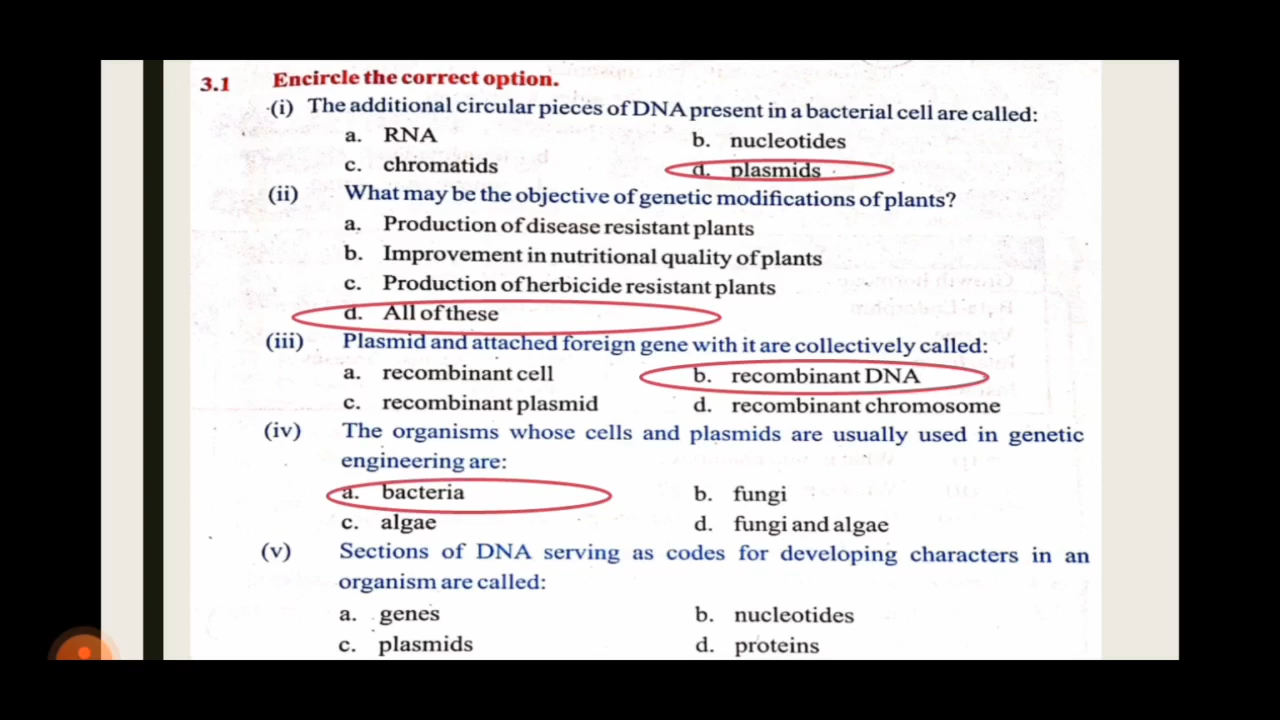 3.1 Encircle the correct option.
(i) The additional circular pieces of DNA present in a bacterial cell are called:
a. RNA b. nucleotides
c. chromatids d. plasmids
(ii) What may be the objective of genetic modifications of plants?
a. Production of disease resistant plants
b. Improvement in nutritional quality of plants
c. Production of herbicide resistant plants
d. All of these
(iii) Plasmid and attached foreign gene with it are collectively called:
a. recombinant cell b. recombinant DNA
c. recombinant plasmid d. recombinant chromosome
(iv) The organisms whose cells and plasmids are usually used in genetic
engineering are:
a. bacteria b. fungi
c. algae d. fungi and algae
(v) Sections of DNA serving as codes for developing characters in an
organism are called:
a. genes b. nucleotides
c. plasmids d. proteins